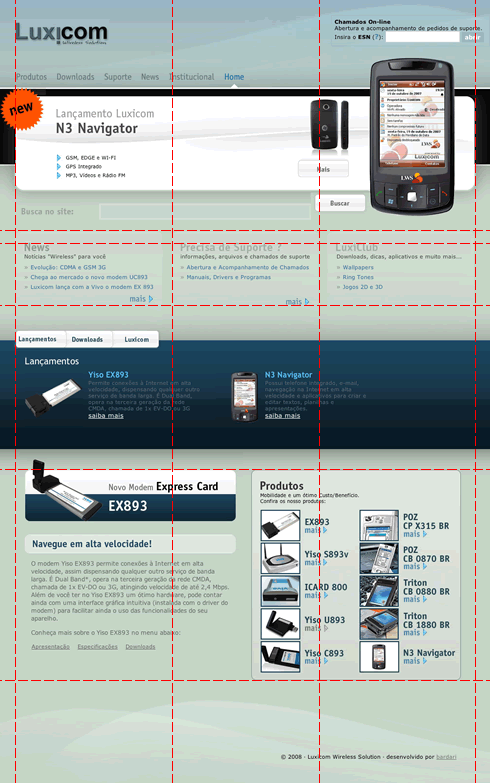 Luxicom
Wireless Solution
Chamados On-line
Abertura e acompanhamento de pedidos de suporte.
Insira o ESN (?):
abrir
Produtos
Downloads
Suporte
News
Institucional
Home
new
Lançamento Luxicom
N3 Navigator
GSM, EDGE e WI-FI
GPS Integrado
MP3, Vídeos e Rádio FM
Mais
Luxicom
LWS
Busca no site:
Buscar
News
Notícias "Wireless" para você
» Evolução: CDMA e GSM 3G
» Chega ao mercado o novo modem UC893
» Luxicom lança com a Vivo o modem EX 893
mais
Precisa de Suporte ?
informações, arquivos e chamados de suporte
» Abertura e Acompanhamento de Chamados
» Manuais, Drivers e Programas
mais
LuxiClub
Downloads, dicas, aplicativos e muito mais...
» Wallpapers
» Ring Tones
» Jogos 2D e 3D
Lançamentos
Downloads
Luxicom
Lançamentos
Yiso EX893
Permite conexões à Internet em alta
velocidade, dispensando qualquer outro
serviço de banda larga. É Dual Band,
opera na terceira geração da rede
CMDA, chamada de 1x EV-DO ou 3G
saiba mais
N3 Navigator
Possui telefone integrado, e-mail,
navegação na Internet em alta
velocidade e aplicativos para criar e
editar textos, planilhas e
apresentações.
saiba mais
Novo Modem Express Card
EX893
Navegue em alta velocidade!
O modem Yiso EX893 permite conexões à Internet em alta
velocidade, assim dispensando qualquer outro serviço de banda
larga. É Dual Band*, opera na terceira geração da rede CMDA,
chamada de 1x EV-DO ou 3G, atingindo velocidade de até 2,4 Mbps.
Além de você ter no Yiso EX893 um ótimo hardware, pode contar
ainda com uma interface gráfica intuitiva (instalada com o driver do
modem) para facilitar ainda o uso das funcionalidades do seu
aparelho.
Conheça mais sobre o Yiso EX893 no menu abaixo:
Apresentação
Especificações
Downloads
Produtos
Mobilidade e um ótimo Custo/Benefício.
Confira os nosso produtos:
EX893
mais
POZ
CP X315 BR
mais
Yiso S893v
mais
POZ
CB 0870 BR
mais
ICARD 800
mais
Triton
CB 0880 BR
mais
Yiso U893
mais
Triton
CB 1880 BR
mais
Yiso C893
mais
N3 Navigator
mais
© 2008 - Luxicom Wireless Solution - desenvolvido por bardari